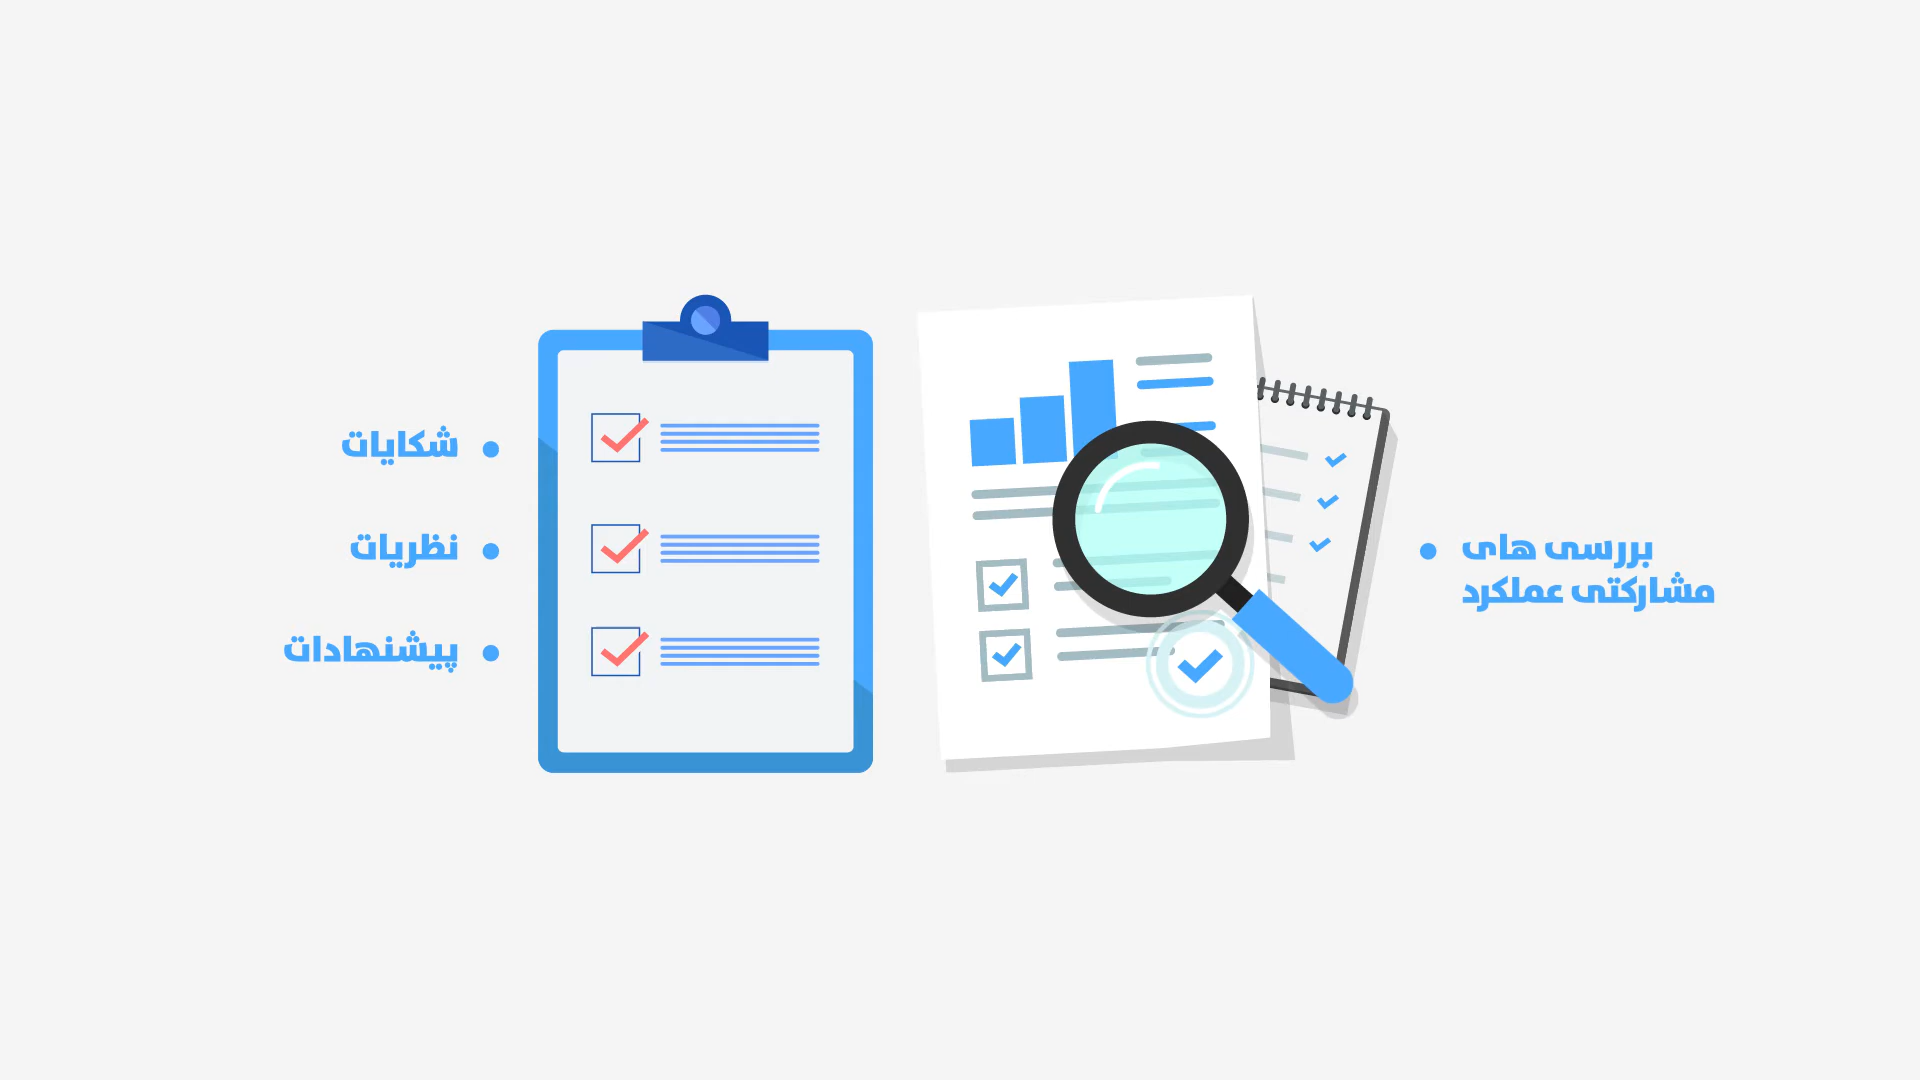 شکایات
نظریات
پیشنهادات
بررسی های
مشارکتی عملکرد